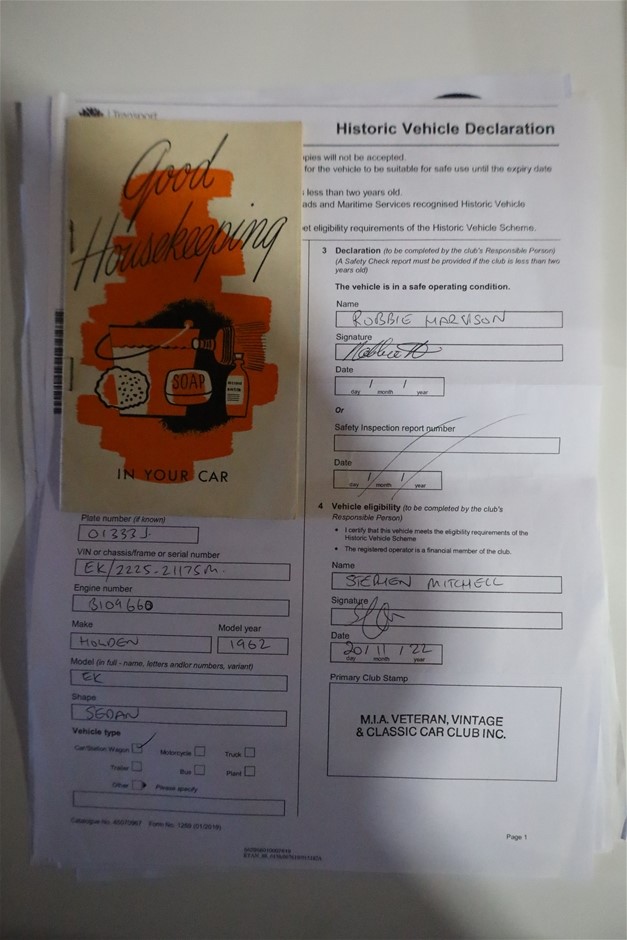 Transport
Historic Vehicle Declaration
Good
Housekeeping
SOAP
IN YOUR CAR
pies will not be accepted.
for the vehicle to be suitable for safe use until the expiry date
less than two years old.
ads and Maritime Services recognised Historic Vehicle
et eligibility requirements of the Historic Vehicle Scheme.
Plate number (if known)
01333J.
VIN or chassis/frame or serial number
EK/2225-21175M.
Engine number
B109660
Make
HOLDEN
Model year
1962
Model (in full - name, letters and/or numbers, variant)
EK
Shape
SEDAN
Vehicle type
Car/Station Wagon
Motorcycle
Truck
Trailer
Bus
Plant
Other
Please specify
Catalogue No. 45070967 Form No. 1259 (01/2019)
3 Declaration (to be completed by the club's Responsible Person)
(A Safety Check report must be provided if the club is less than two
years old)
The vehicle is in a safe operating condition.
Name
ROBBIE MARVISON
Signature
Date
/ /
day month year
Or
Safety Inspection report number
Date
/ /
day month year
4 Vehicle eligibility (to be completed by the club's
Responsible Person)
• I certify that this vehicle meets the eligibility requirements of the
Historic Vehicle Scheme
• The registered operator is a financial member of the club.
Name
STEPHEN MITCHELL
Signature
Date
20/11/22
day month year
Primary Club Stamp
M.I.A. VETERAN, VINTAGE
& CLASSIC CAR CLUB INC.
Page 1